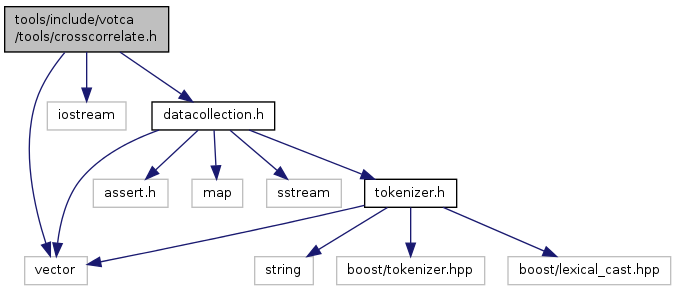 tools/include/votca
/tools/crosscorrelate.h
iostream
datacollection.h
assert.h
map
sstream
tokenizer.h
vector
string
boost/tokenizer.hpp
boost/lexical_cast.hpp